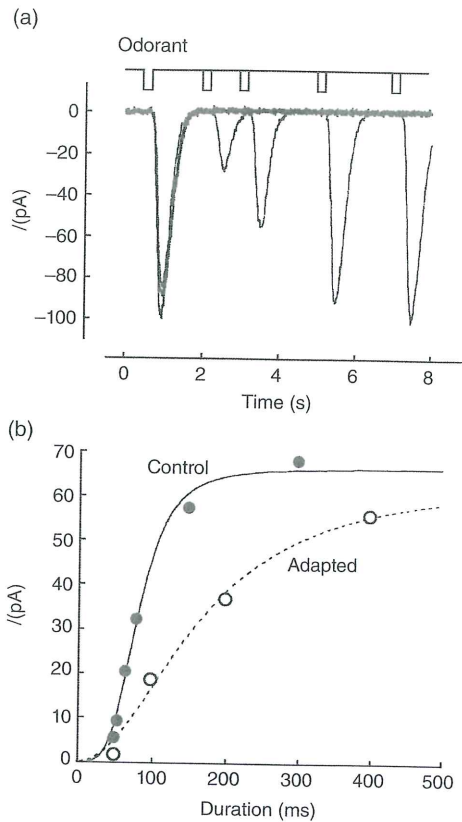 (a)
Odorant
0
−20
−40
−60
−80
−100
I(pA)
0 2 4 6 8
Time (s)
(b)
70
60
50
40
30
20
10
0
I(pA)
Control
Adapted
0 100 200 300 400 500
Duration (ms)